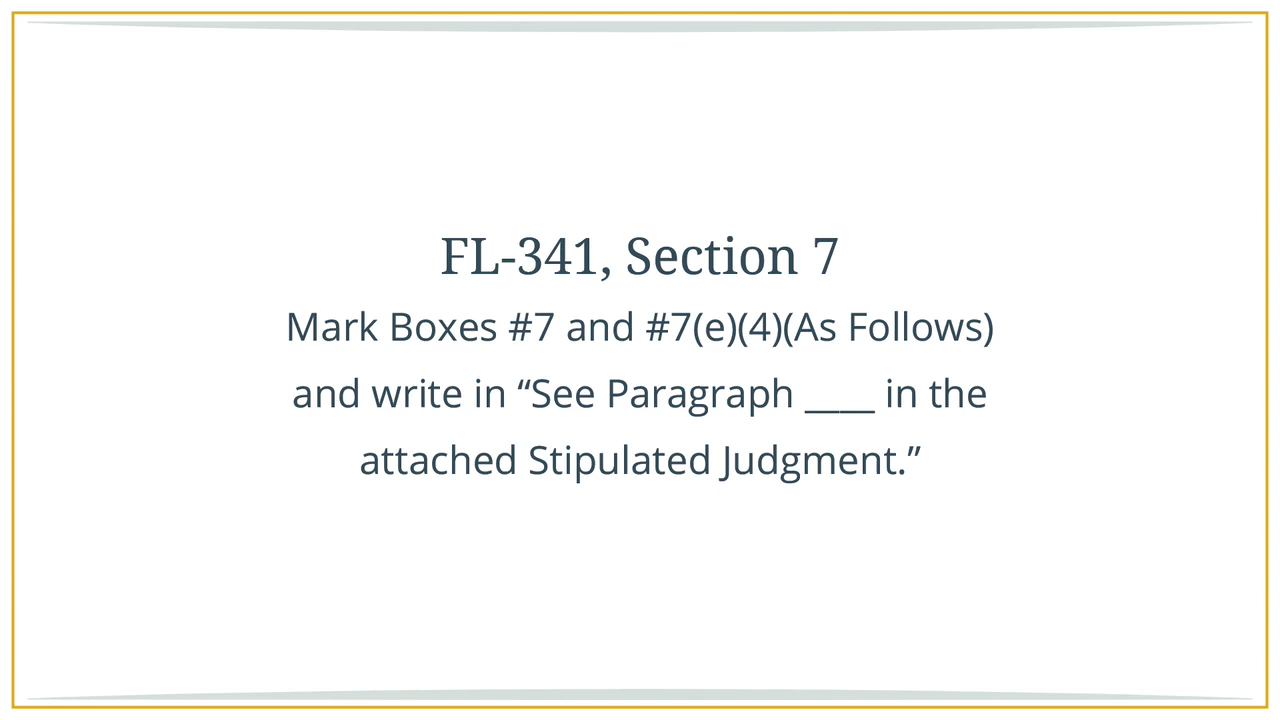 FL-341, Section 7
Mark Boxes #7 and #7(e)(4)(As Follows)
and write in “See Paragraph ____ in the
attached Stipulated Judgment.”